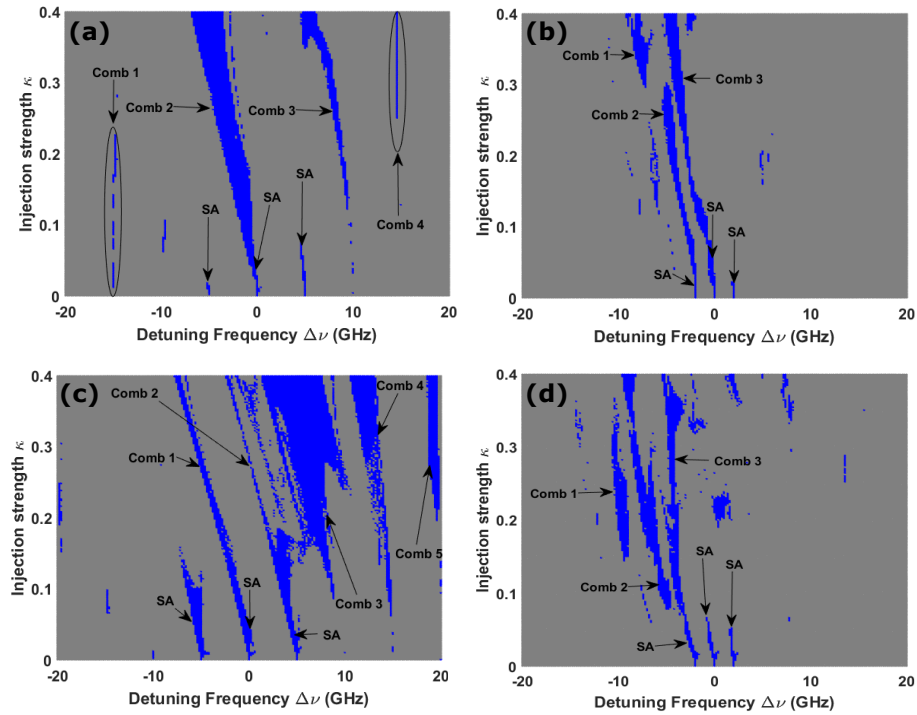 (a)
Injection strength κ
0.4
0.3
0.2
0.1
0
Comb 1
Comb 2
Comb 3
Comb 4
SA
SA
SA
-20 -10 0 10 20
Detuning Frequency Δν (GHz)
(b)
Injection strength κ
0.4
0.3
0.2
0.1
0
Comb 1
Comb 3
Comb 2
SA
SA
SA
-20 -10 0 10 20
Detuning Frequency Δν (GHz)
(c)
Injection strength κ
0.4
0.3
0.2
0.1
0
Comb 2
Comb 4
Comb 1
Comb 5
Comb 3
SA
SA
SA
-20 -10 0 10 20
Detuning Frequency Δν (GHz)
(d)
Injection strength κ
0.4
0.3
0.2
0.1
0
Comb 3
Comb 1
Comb 2
SA
SA
SA
-20 -10 0 10 20
Detuning Frequency Δν (GHz)